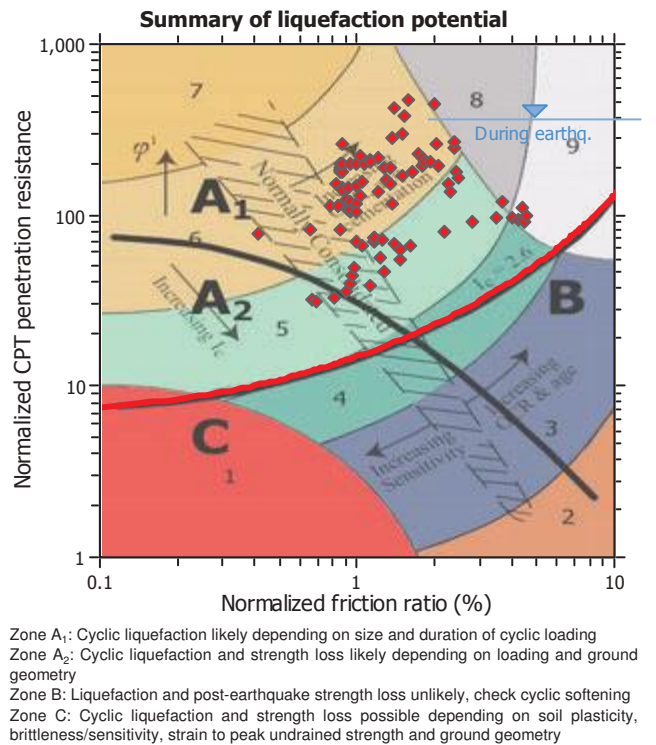 Summary of liquefaction potential
1,000
7
8
During earthq.
9
φ'
Normally Consolidated
A1
100
6
A2
Ic = 2.6
B
Increasing Ic
5
10
4
Increasing
OCR & age
C
3
Increasing
Sensitivity
1
2
1
0.1
1
10
Normalized CPT penetration resistance
Normalized friction ratio (%)
Zone A1: Cyclic liquefaction likely depending on size and duration of cyclic loading
Zone A2: Cyclic liquefaction and strength loss likely depending on loading and ground
geometry
Zone B: Liquefaction and post-earthquake strength loss unlikely, check cyclic softening
Zone C: Cyclic liquefaction and strength loss possible depending on soil plasticity,
brittleness/sensitivity, strain to peak undrained strength and ground geometry